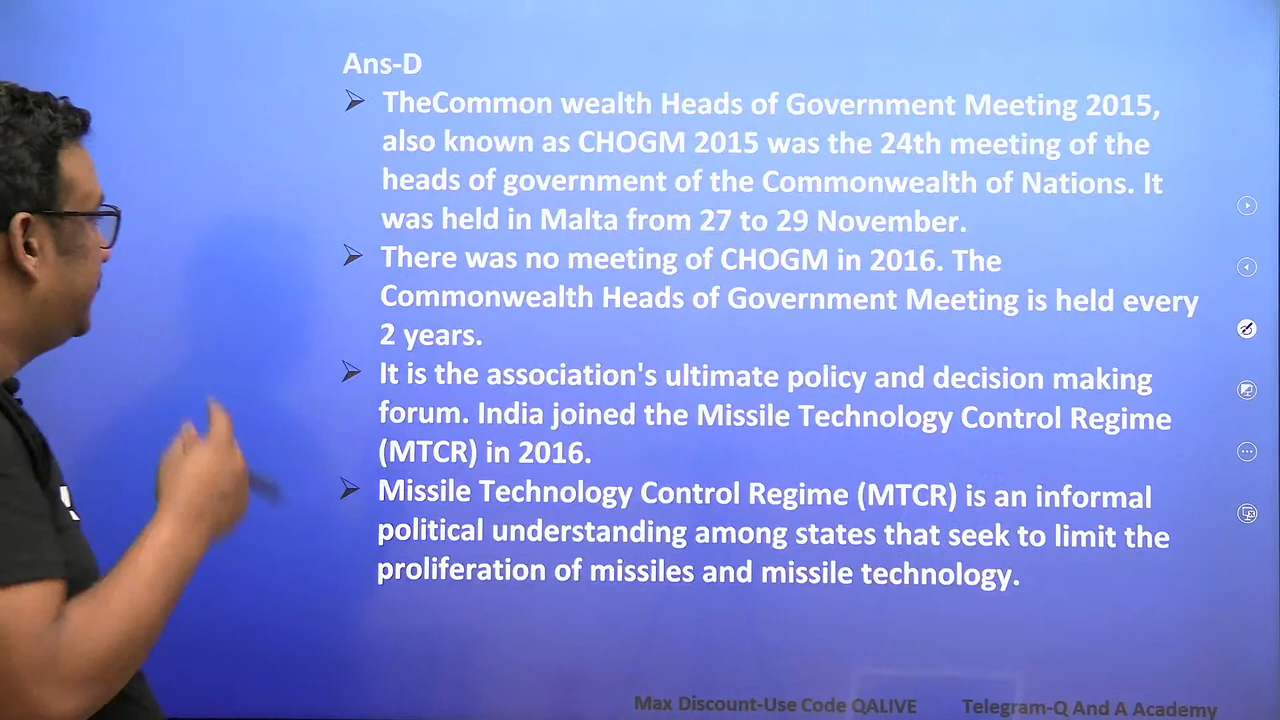 Ans-D
TheCommon wealth Heads of Government Meeting 2015,
also known as CHOGM 2015 was the 24th meeting of the
heads of government of the Commonwealth of Nations. It
was held in Malta from 27 to 29 November.
There was no meeting of CHOGM in 2016. The
Commonwealth Heads of Government Meeting is held every
2 years.
It is the association's ultimate policy and decision making
forum. India joined the Missile Technology Control Regime
(MTCR) in 2016.
Missile Technology Control Regime (MTCR) is an informal
political understanding among states that seek to limit the
proliferation of missiles and missile technology.
Max Discount-Use Code QALIVE Telegram-Q And A Academy